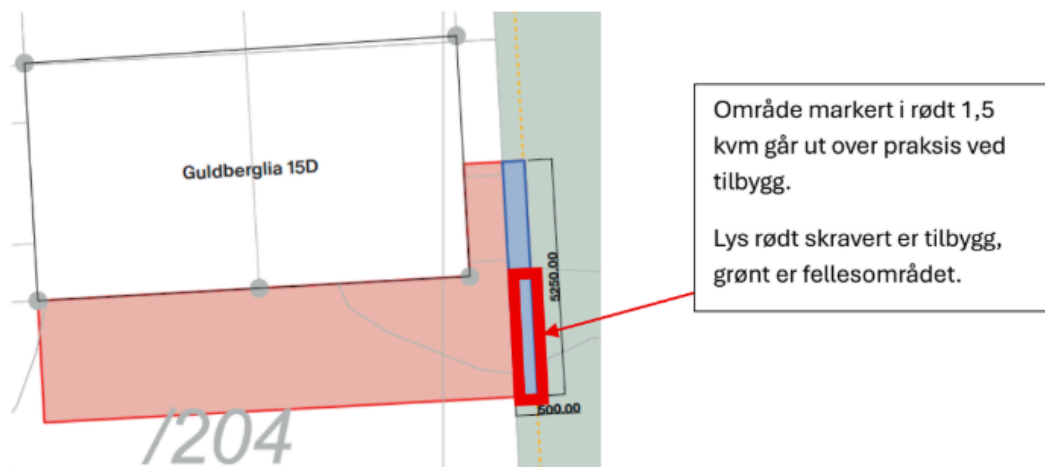 Guldberglia 15D
5250.00
500.00
/204
Område markert i rødt 1,5
kvm går ut over praksis ved
tilbygg.
Lys rødt skravert er tilbygg,
grønt er fellesområdet.